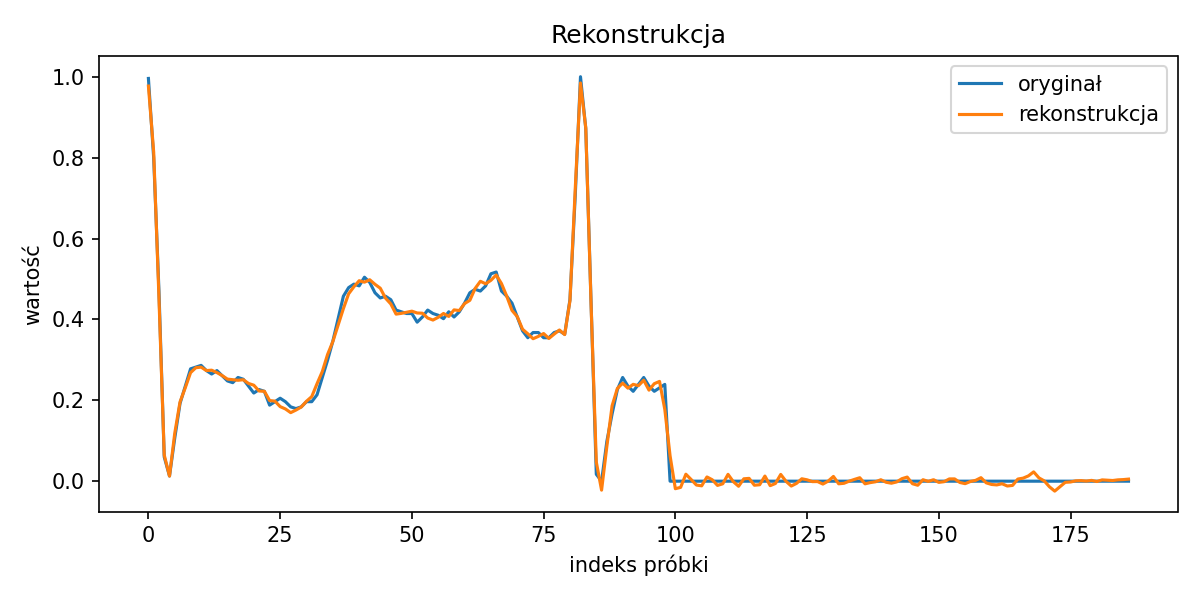 Rekonstrukcja
oryginał
rekonstrukcja
1.0
0.8
0.6
0.4
0.2
0.0
wartość
0 25 50 75 100 125 150 175
indeks próbki